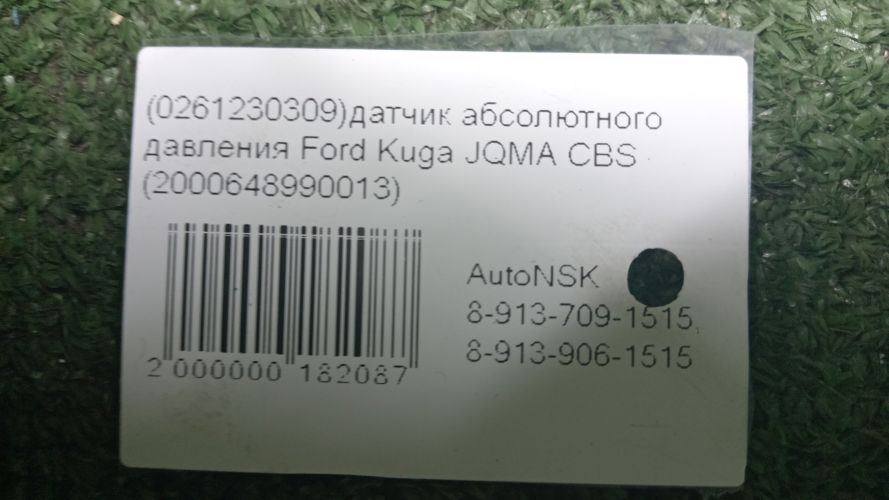 (0261230309)датчик абсолютного
давления Ford Kuga JQMA CBS
(2000648990013)
AutoNSK
8-913-709-1515,
8-913-906-1515
2 000000 182087